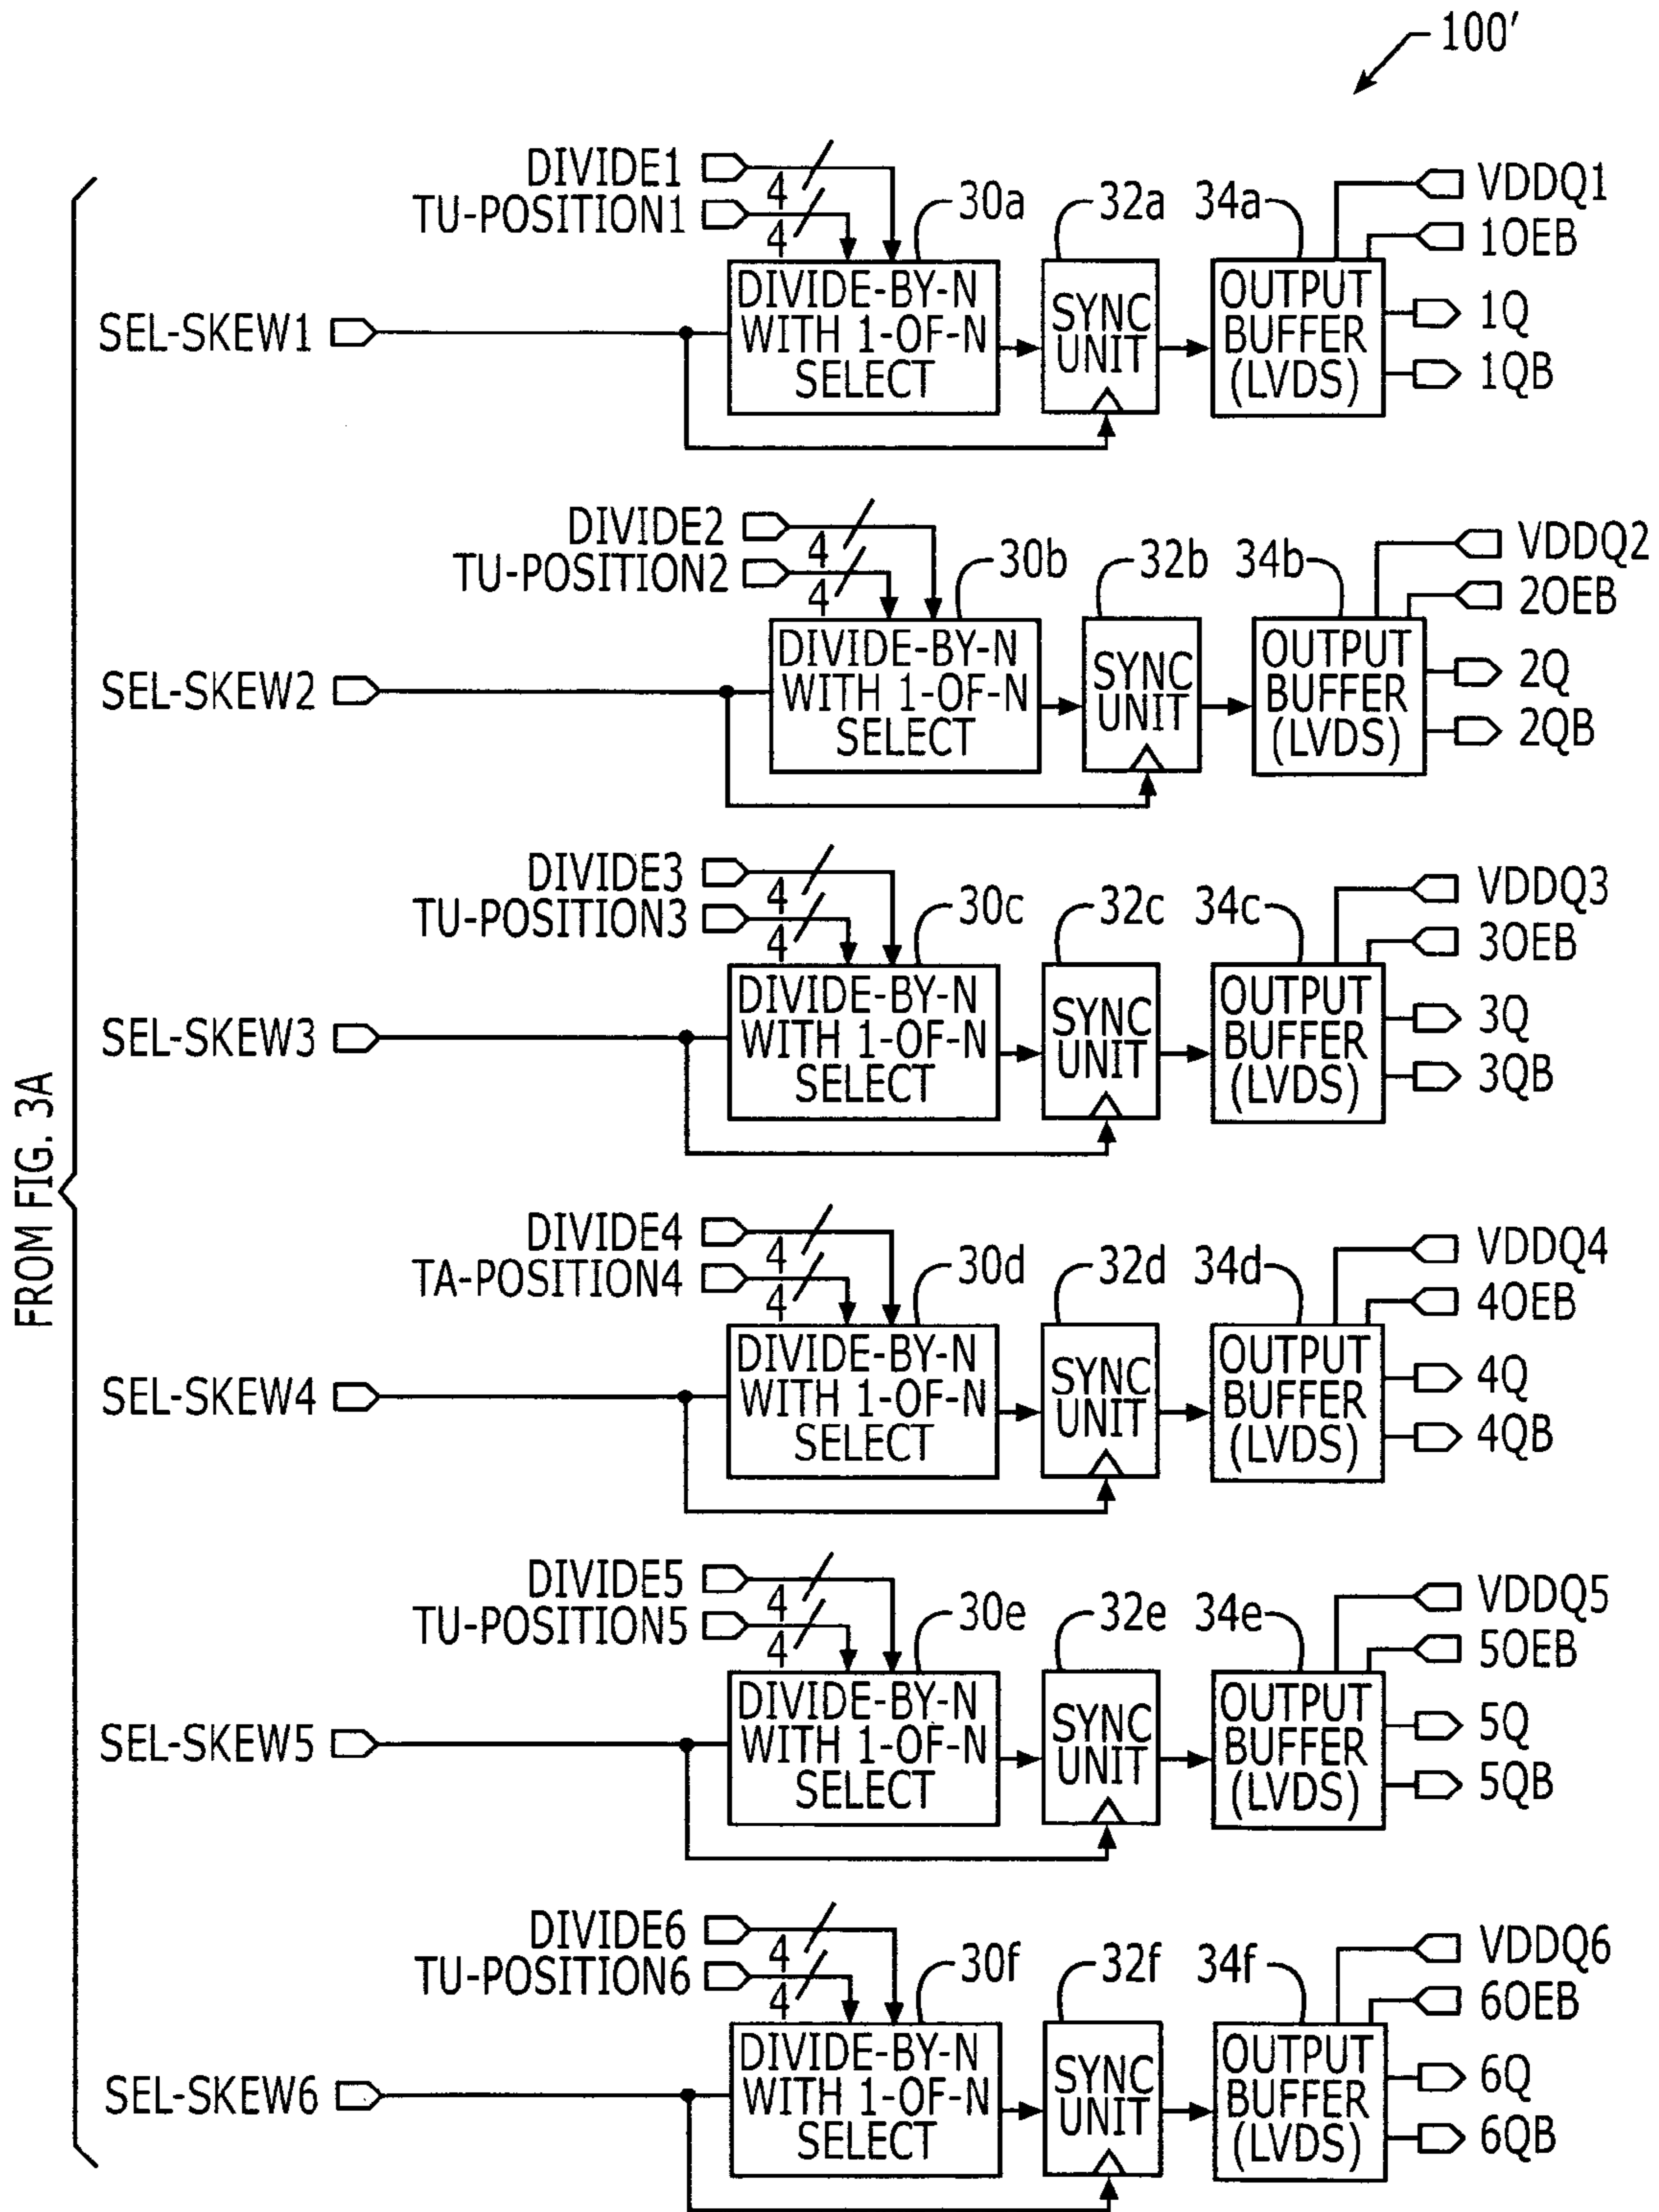 100'
FROM FIG. 3A
DIVIDE1
4
TU-POSITION1
4
30a
32a
34a
VDDQ1
1OEB
SEL-SKEW1
DIVIDE-BY-N
WITH 1-OF-N
SELECT
SYNC
UNIT
OUTPUT
BUFFER
(LVDS)
1Q
1QB
DIVIDE2
4
TU-POSITION2
4
30b
32b
34b
VDDQ2
2OEB
SEL-SKEW2
DIVIDE-BY-N
WITH 1-OF-N
SELECT
SYNC
UNIT
OUTPUT
BUFFER
(LVDS)
2Q
2QB
DIVIDE3
4
TU-POSITION3
4
30c
32c
34c
VDDQ3
3OEB
SEL-SKEW3
DIVIDE-BY-N
WITH 1-OF-N
SELECT
SYNC
UNIT
OUTPUT
BUFFER
(LVDS)
3Q
3QB
DIVIDE4
4
TA-POSITION4
4
30d
32d
34d
VDDQ4
4OEB
SEL-SKEW4
DIVIDE-BY-N
WITH 1-OF-N
SELECT
SYNC
UNIT
OUTPUT
BUFFER
(LVDS)
4Q
4QB
DIVIDE5
4
TU-POSITION5
4
30e
32e
34e
VDDQ5
5OEB
SEL-SKEW5
DIVIDE-BY-N
WITH 1-OF-N
SELECT
SYNC
UNIT
OUTPUT
BUFFER
(LVDS)
5Q
5QB
DIVIDE6
4
TU-POSITION6
4
30f
32f
34f
VDDQ6
6OEB
SEL-SKEW6
DIVIDE-BY-N
WITH 1-OF-N
SELECT
SYNC
UNIT
OUTPUT
BUFFER
(LVDS)
6Q
6QB